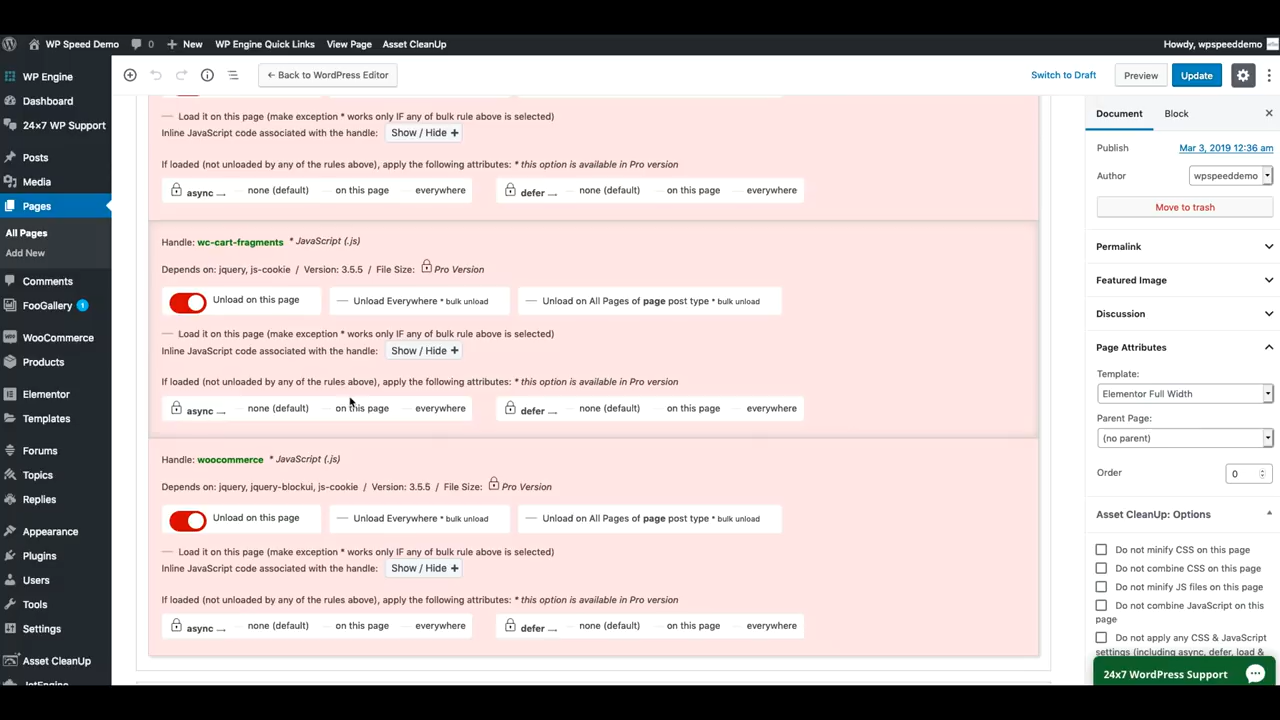 WP Speed Demo 0 New WP Engine Quick Links View Page Asset CleanUp Howdy, wpspeeddemo
WP Engine
Dashboard
24×7 WP Support
Posts
Media
Pages
All Pages
Add New
Comments
FooGallery 1
WooCommerce
Products
Elementor
Templates
Forums
Topics
Replies
Appearance
Plugins
Users
Tools
Settings
Asset CleanUp
← Back to WordPress Editor
Switch to Draft Preview Update
Load it on this page (make exception * works only IF any of bulk rule above is selected)
Inline JavaScript code associated with the handle: Show / Hide +
If loaded (not unloaded by any of the rules above), apply the following attributes: * this option is available in Pro version
async → none (default) on this page everywhere defer → none (default) on this page everywhere
Handle: wc-cart-fragments * JavaScript (.js)
Depends on: jquery, js-cookie / Version: 3.5.5 / File Size: Pro Version
Unload on this page Unload Everywhere * bulk unload Unload on All Pages of page post type * bulk unload
Load it on this page (make exception * works only IF any of bulk rule above is selected)
Inline JavaScript code associated with the handle: Show / Hide +
If loaded (not unloaded by any of the rules above), apply the following attributes: * this option is available in Pro version
async → none (default) on this page everywhere defer → none (default) on this page everywhere
Handle: woocommerce * JavaScript (.js)
Depends on: jquery, jquery-blockui, js-cookie / Version: 3.5.5 / File Size: Pro Version
Unload on this page Unload Everywhere * bulk unload Unload on All Pages of page post type * bulk unload
Load it on this page (make exception * works only IF any of bulk rule above is selected)
Inline JavaScript code associated with the handle: Show / Hide +
If loaded (not unloaded by any of the rules above), apply the following attributes: * this option is available in Pro version
async → none (default) on this page everywhere defer → none (default) on this page everywhere
Document Block
Publish Mar 3, 2019 12:36 am
Author wpspeeddemo
Move to trash
Permalink
Featured Image
Discussion
Page Attributes
Template:
Elementor Full Width
Parent Page:
(no parent)
Order 0
Asset CleanUp: Options
Do not minify CSS on this page
Do not combine CSS on this page
Do not minify JS files on this page
Do not combine JavaScript on this
page
Do not apply any CSS & JavaScript
settings (including async, defer, load &
24x7 WordPress Support